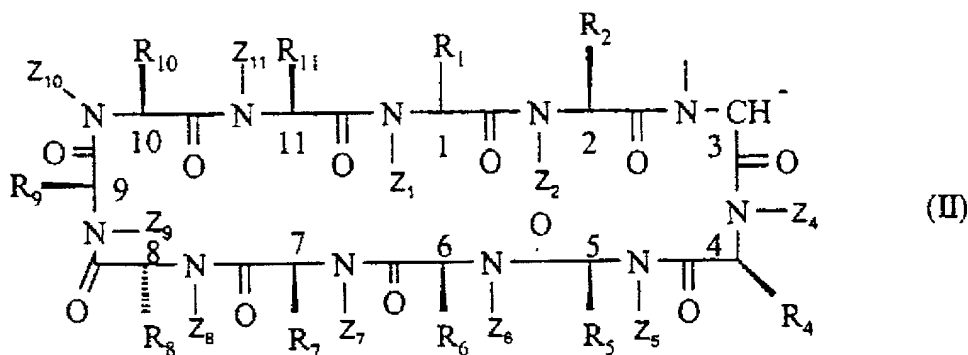 Z₁₀ R₁₀ Z₁₁ R₁₁ R₁ R₂
N N N N N CH⁻
O 10 O 11 O 1 O 2 O 3 O
R₉ 9 Z₁ Z₂
N Z₉ O N Z₄ (II)
8 N 7 N 6 N 5 N 4
O O O O
R₈ Z₈ R₇ Z₇ R₆ Z₆ R₅ Z₅ R₄